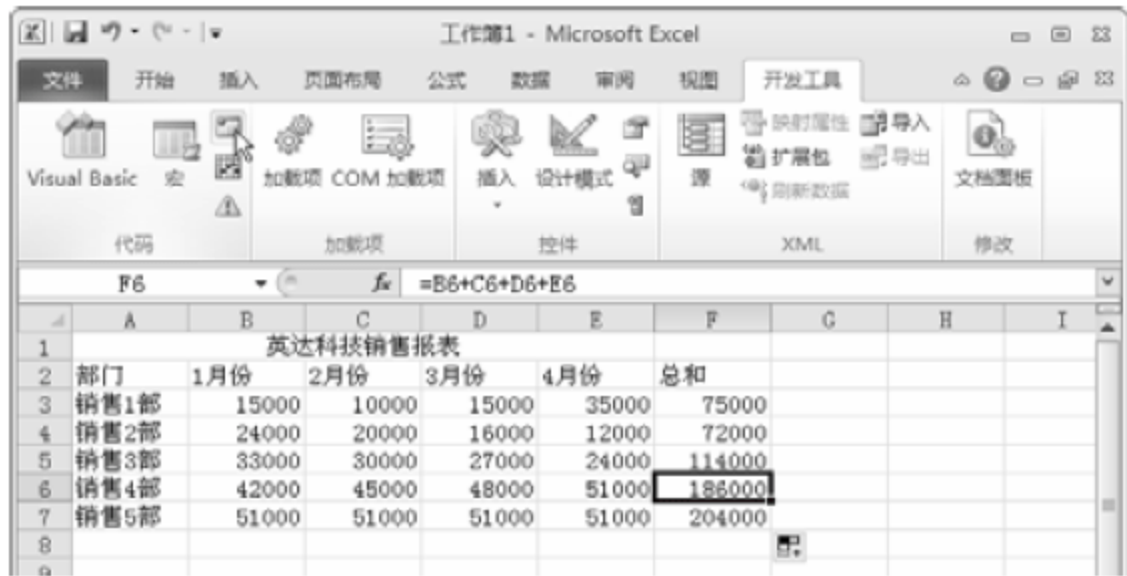 工作簿1 - Microsoft Excel
文件 开始 插入 页面布局 公式 数据 审阅 视图 开发工具
映射属性 导入
扩展包 导出
Visual Basic 宏 加载项 COM 加载项 插入 设计模式 源 文档面板
刷新数据
代码 加载项 控件 XML 修改
F6 fx =B6+C6+D6+E6
A B C D E F G H I
1 英达科技销售报表
2 部门 1月份 2月份 3月份 4月份 总和
3 销售1部 15000 10000 15000 35000 75000
4 销售2部 24000 20000 16000 12000 72000
5 销售3部 33000 30000 27000 24000 114000
6 销售4部 42000 45000 48000 51000 186000
7 销售5部 51000 51000 51000 51000 204000
8
9